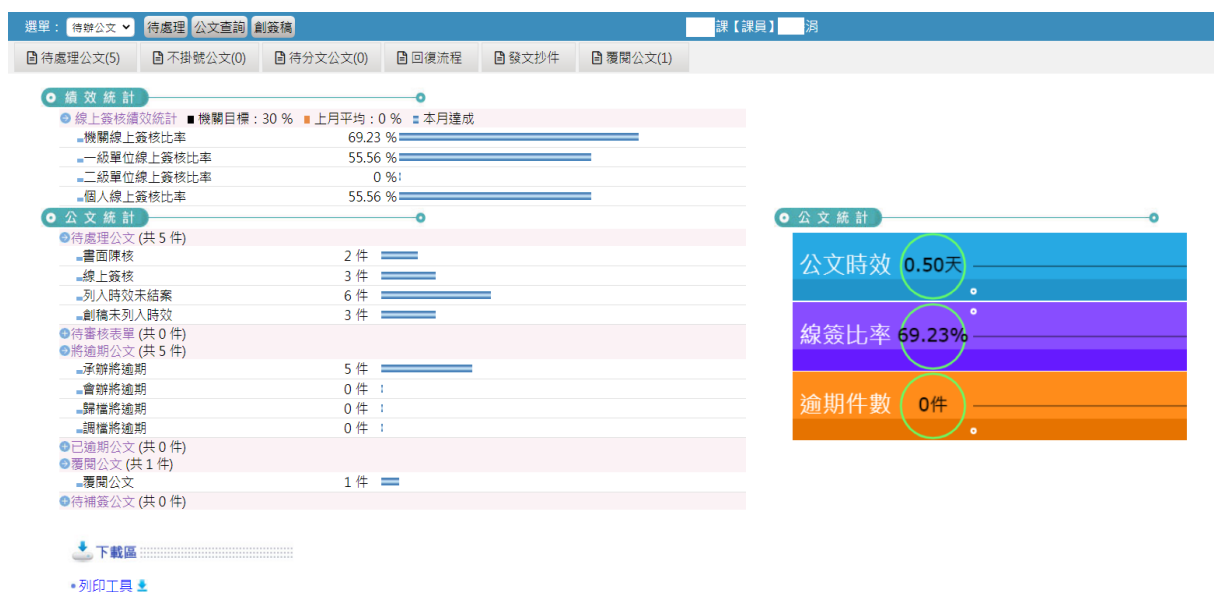 選單： 待辦公文 待處理 公文查詢 創簽稿 課【課員】 涓
待處理公文(5) 不掛號公文(0) 待分文公文(0) 回復流程 發文抄件 覆閱公文(1)
績效統計
線上簽核績效統計 ■機關目標：30 % ■上月平均：0 % 本月達成
機關線上簽核比率 69.23 %
一級單位線上簽核比率 55.56 %
二級單位線上簽核比率 0 %
個人線上簽核比率 55.56 %
公文統計
待處理公文 (共 5 件)
書面陳核 2 件
線上簽核 3 件
列入時效未結案 6 件
創稿未列入時效 3 件
待審核表單 (共 0 件)
將逾期公文 (共 5 件)
承辦將逾期 5 件
會辦將逾期 0 件
歸檔將逾期 0 件
調檔將逾期 0 件
已逾期公文 (共 0 件)
覆閱公文 (共 1 件)
覆閱公文 1 件
待補簽公文 (共 0 件)
公文統計
公文時效 0.50天
線簽比率 69.23%
逾期件數 0件
下載區
列印工具